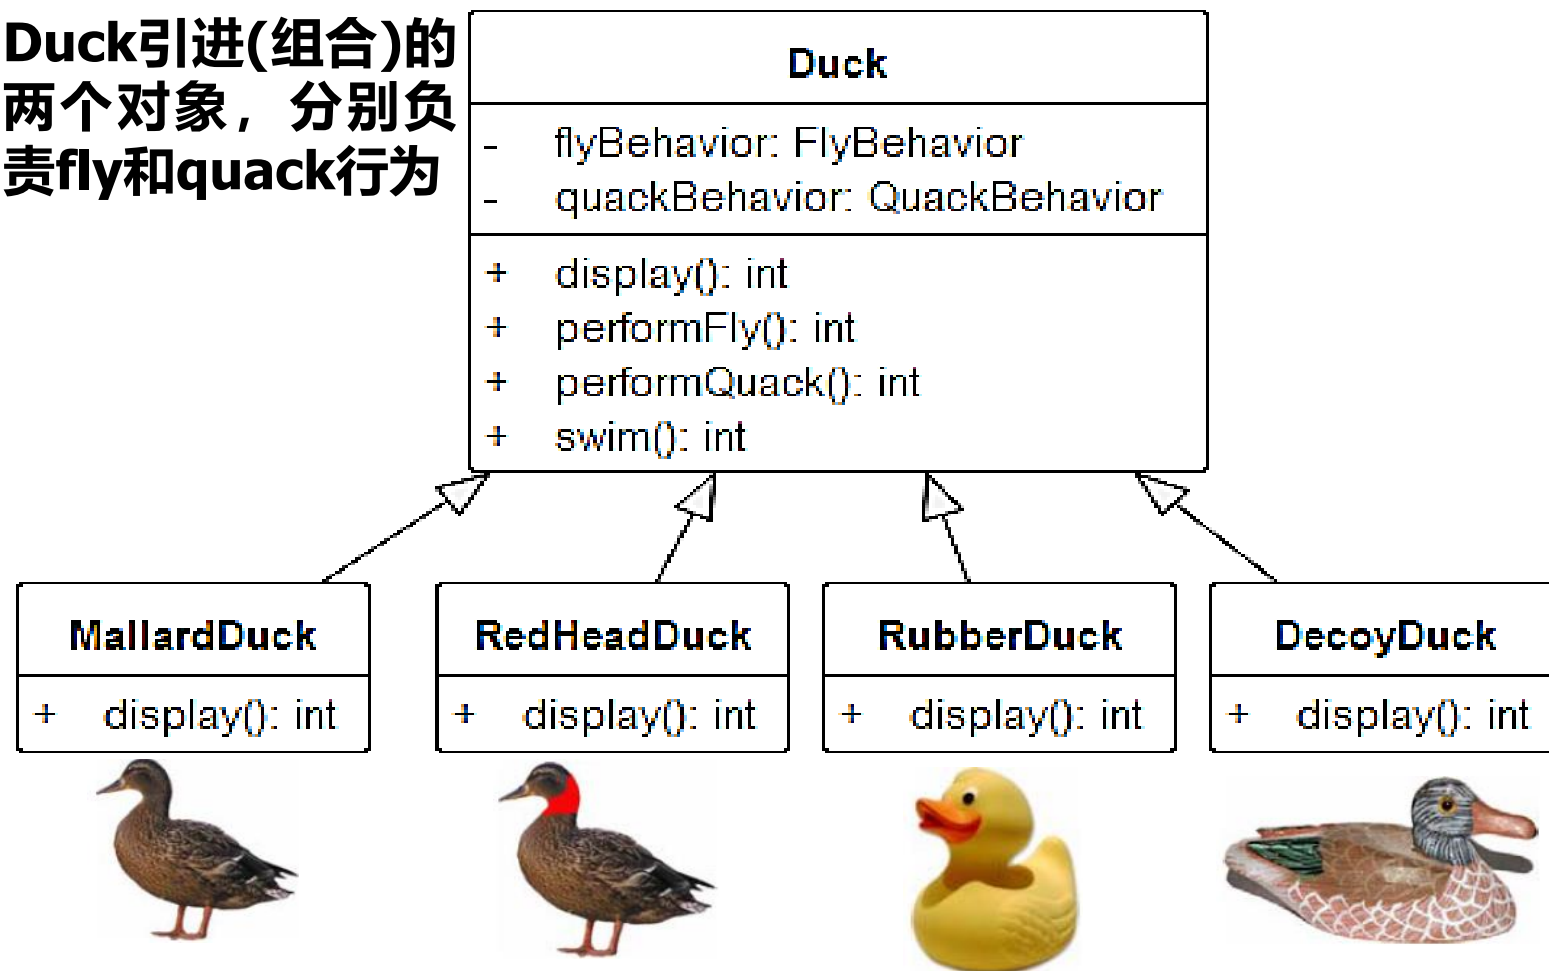 Duck引进(组合)的
两个对象，分别负
责fly和quack行为
Duck
- flyBehavior: FlyBehavior
- quackBehavior: QuackBehavior
+ display(): int
+ performFly(): int
+ performQuack(): int
+ swim(): int
MallardDuck
+ display(): int
RedHeadDuck
+ display(): int
RubberDuck
+ display(): int
DecoyDuck
+ display(): int